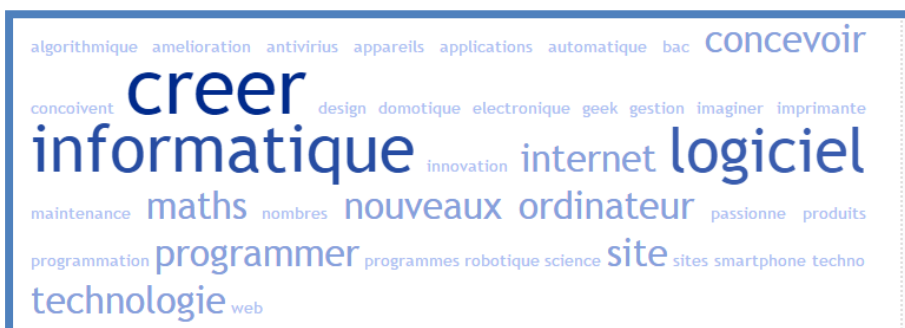 algorithmique amelioration antivirius appareils applications automatique bac concevoir
concoivent creer design domotique electronique geek gestion imaginer imprimante
informatique innovation internet logiciel
maintenance maths nombres nouveaux ordinateur passionne produits
programmation programmer programmes robotique science site sites smartphone techno
technologie web